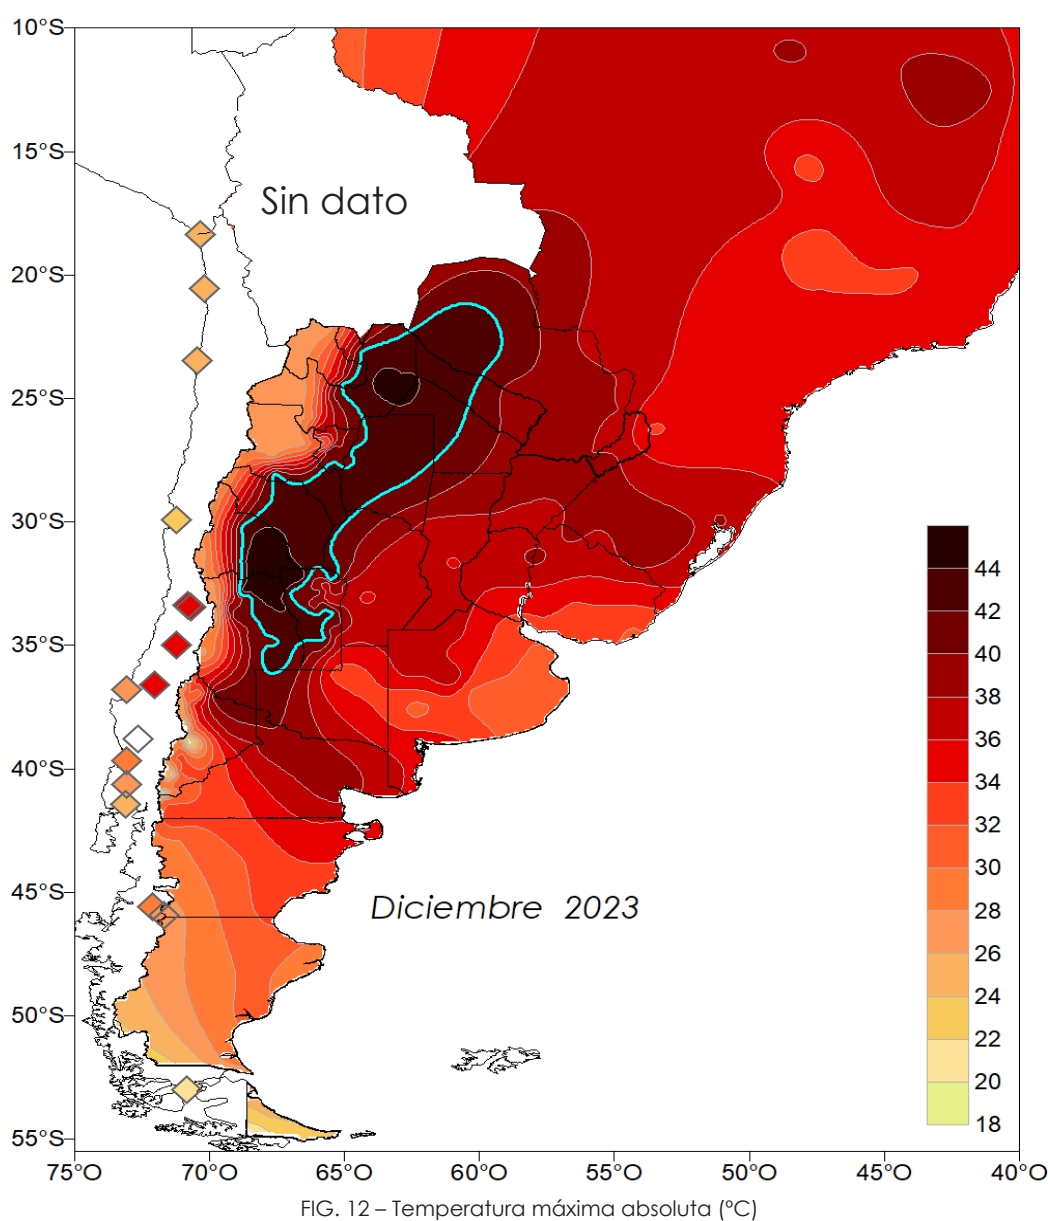 10°S
15°S
Sin dato
20°S
25°S
30°S
35°S
40°S
45°S
50°S
55°S
Diciembre 2023
44
42
40
38
36
34
32
30
28
26
24
22
20
18
75°O 70°O 65°O 60°O 55°O 50°O 45°O 40°O
FIG. 12 – Temperatura máxima absoluta (ºC)